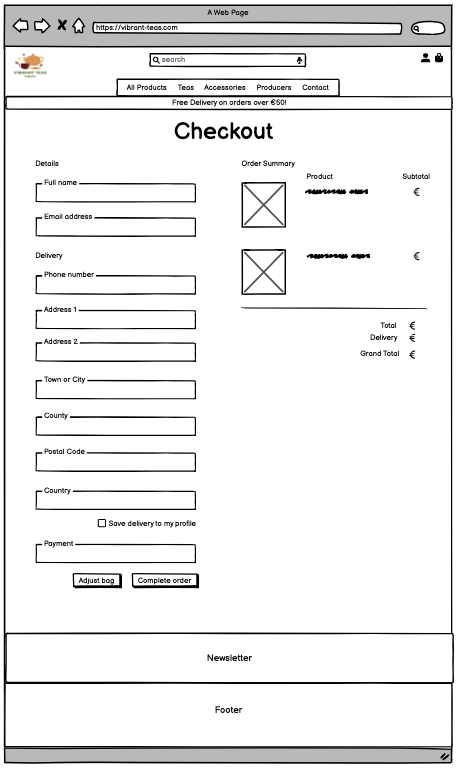 A Web Page
https://vibrant-teas.com
VIBRANT TEAS
search
All Products Teas Accessories Producers Contact
Free Delivery on orders over €50!
Checkout
Details
Full name
Email address
Delivery
Phone number
Address 1
Address 2
Town or City
County
Postal Code
Country
Save delivery to my profile
Payment
Adjust bag Complete order
Order Summary
Product Subtotal
€
€
Total €
Delivery €
Grand Total €
Newsletter
Footer